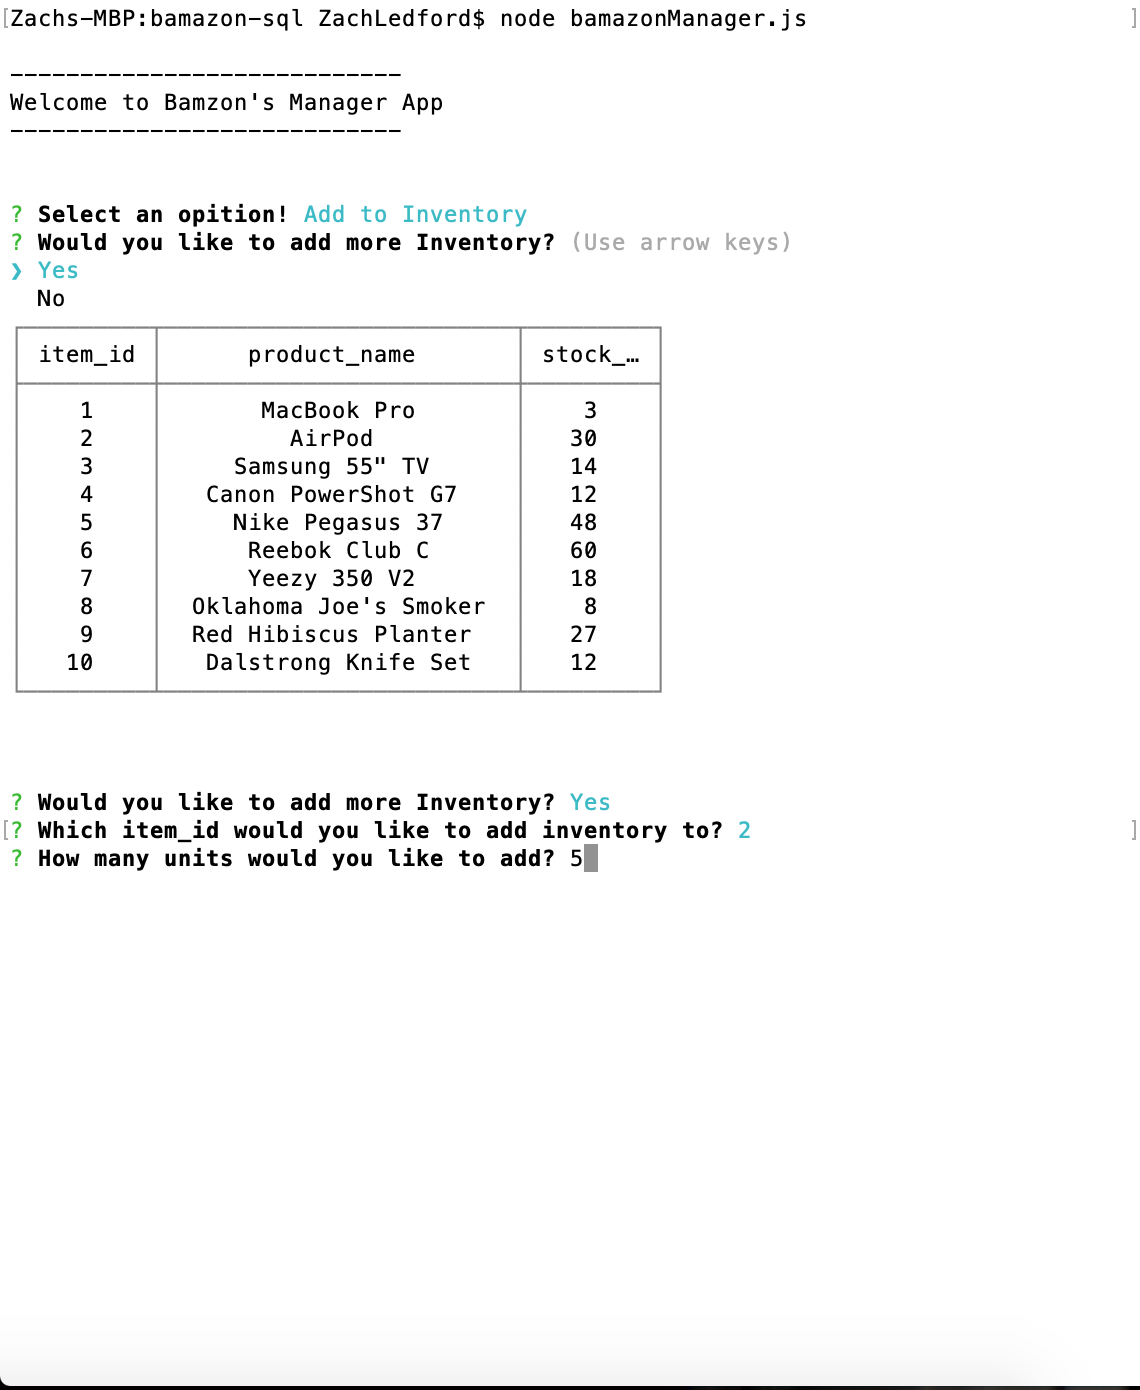 [Zachs-MBP:bamazon-sql ZachLedford$ node bamazonManager.js ]
----------------------------
Welcome to Bamzon's Manager App
----------------------------
? Select an opition! Add to Inventory
? Would you like to add more Inventory? (Use arrow keys)
❯ Yes
No
item_id product_name stock_…
1 MacBook Pro 3
2 AirPod 30
3 Samsung 55" TV 14
4 Canon PowerShot G7 12
5 Nike Pegasus 37 48
6 Reebok Club C 60
7 Yeezy 350 V2 18
8 Oklahoma Joe's Smoker 8
9 Red Hibiscus Planter 27
10 Dalstrong Knife Set 12
? Would you like to add more Inventory? Yes
[? Which item_id would you like to add inventory to? 2 ]
? How many units would you like to add? 5